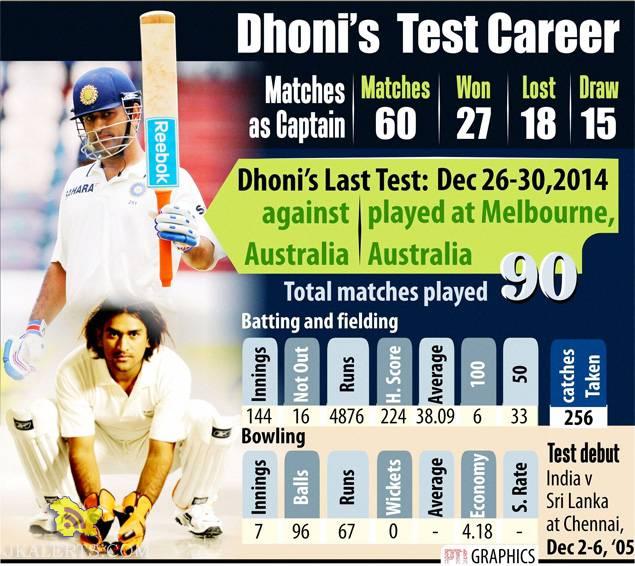 Dhoni's Test Career
Matches as Captain
Matches Won Lost Draw
60 27 18 15
Dhoni's Last Test: Dec 26-30,2014
against Australia
played at Melbourne, Australia
Total matches played 90
Batting and fielding
Innings Not Out Runs H. Score Average 100 50 catches Taken
144 16 4876 224 38.09 6 33 256
Bowling
Innings Balls Runs Wickets Average Economy S. Rate
7 96 67 0 - 4.18 -
Test debut
India v
Sri Lanka
at Chennai,
Dec 2-6, '05
PTI GRAPHICS
Reebok
SAHARA
JKALERTS.COM